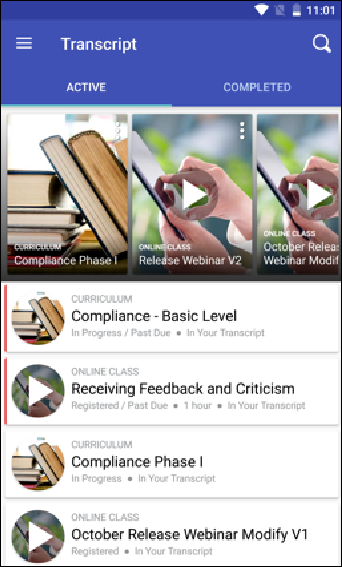 11:01
Transcript
ACTIVE
COMPLETED
CURRICULUM
Compliance Phase I
ONLINE CLASS
Release Webinar V2
ONLINE CLASS
October Relea
Webinar Modif
CURRICULUM
Compliance - Basic Level
In Progress / Past Due ● In Your Transcript
ONLINE CLASS
Receiving Feedback and Criticism
Registered / Past Due ● 1 hour ● In Your Transcript
CURRICULUM
Compliance Phase I
In Progress ● In Your Transcript
ONLINE CLASS
October Release Webinar Modify V1
Registered ● In Your Transcript